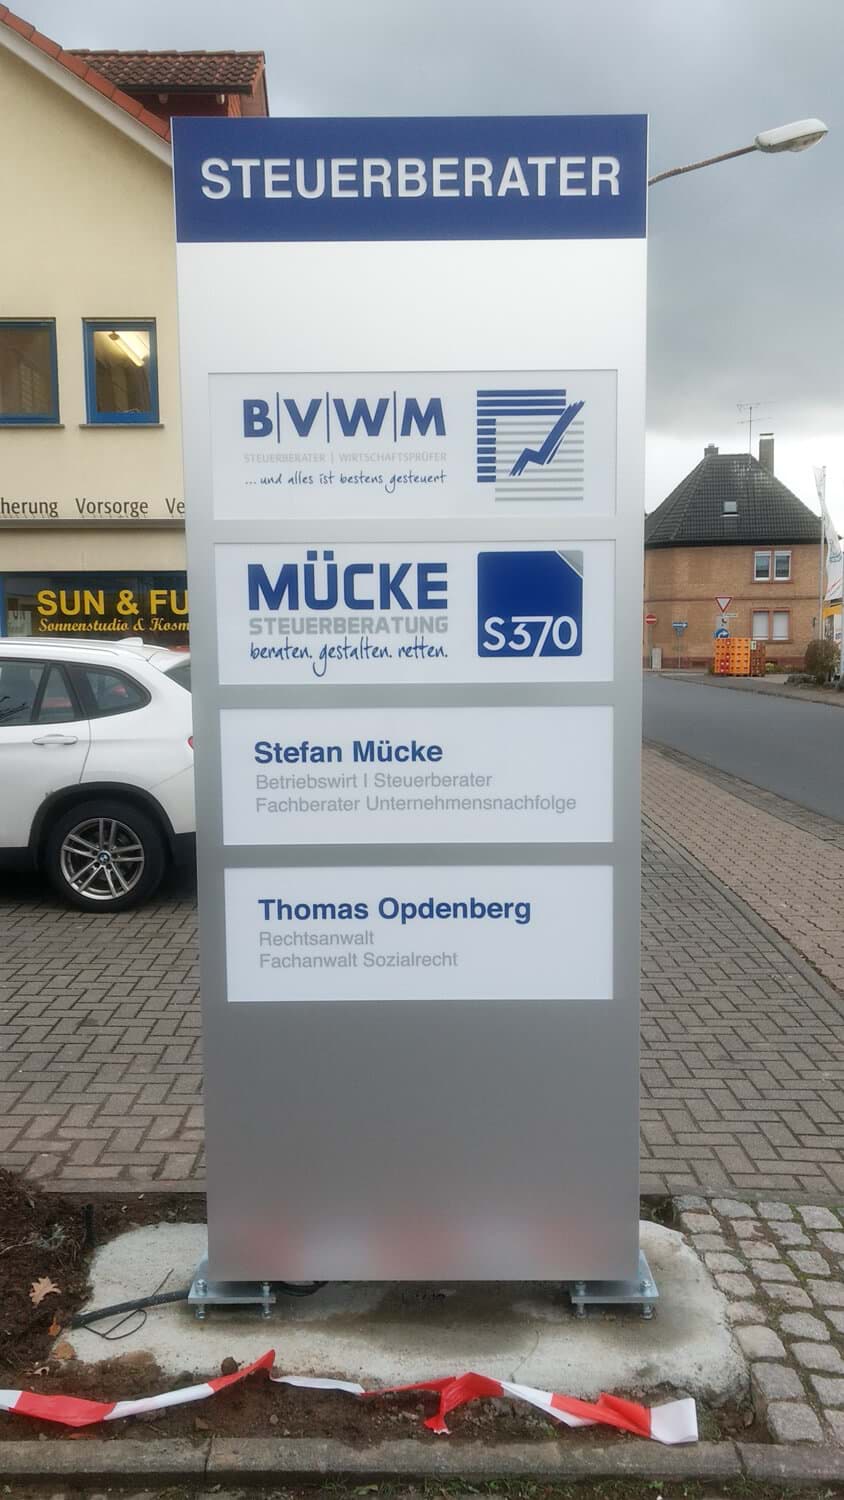 STEUERBERATER
B|V|W|M
STEUERBERATER | WIRTSCHAFTSPRÜFER
... und alles ist bestens gesteuert
MÜCKE
STEUERBERATUNG
beraten. gestalten. retten.
S370
Stefan Mücke
Betriebswirt I Steuerberater
Fachberater Unternehmensnachfolge
Thomas Opdenberg
Rechtsanwalt
Fachanwalt Sozialrecht
herung Vorsorge Ve
SUN & FU
Sonnenstudio & Kosm